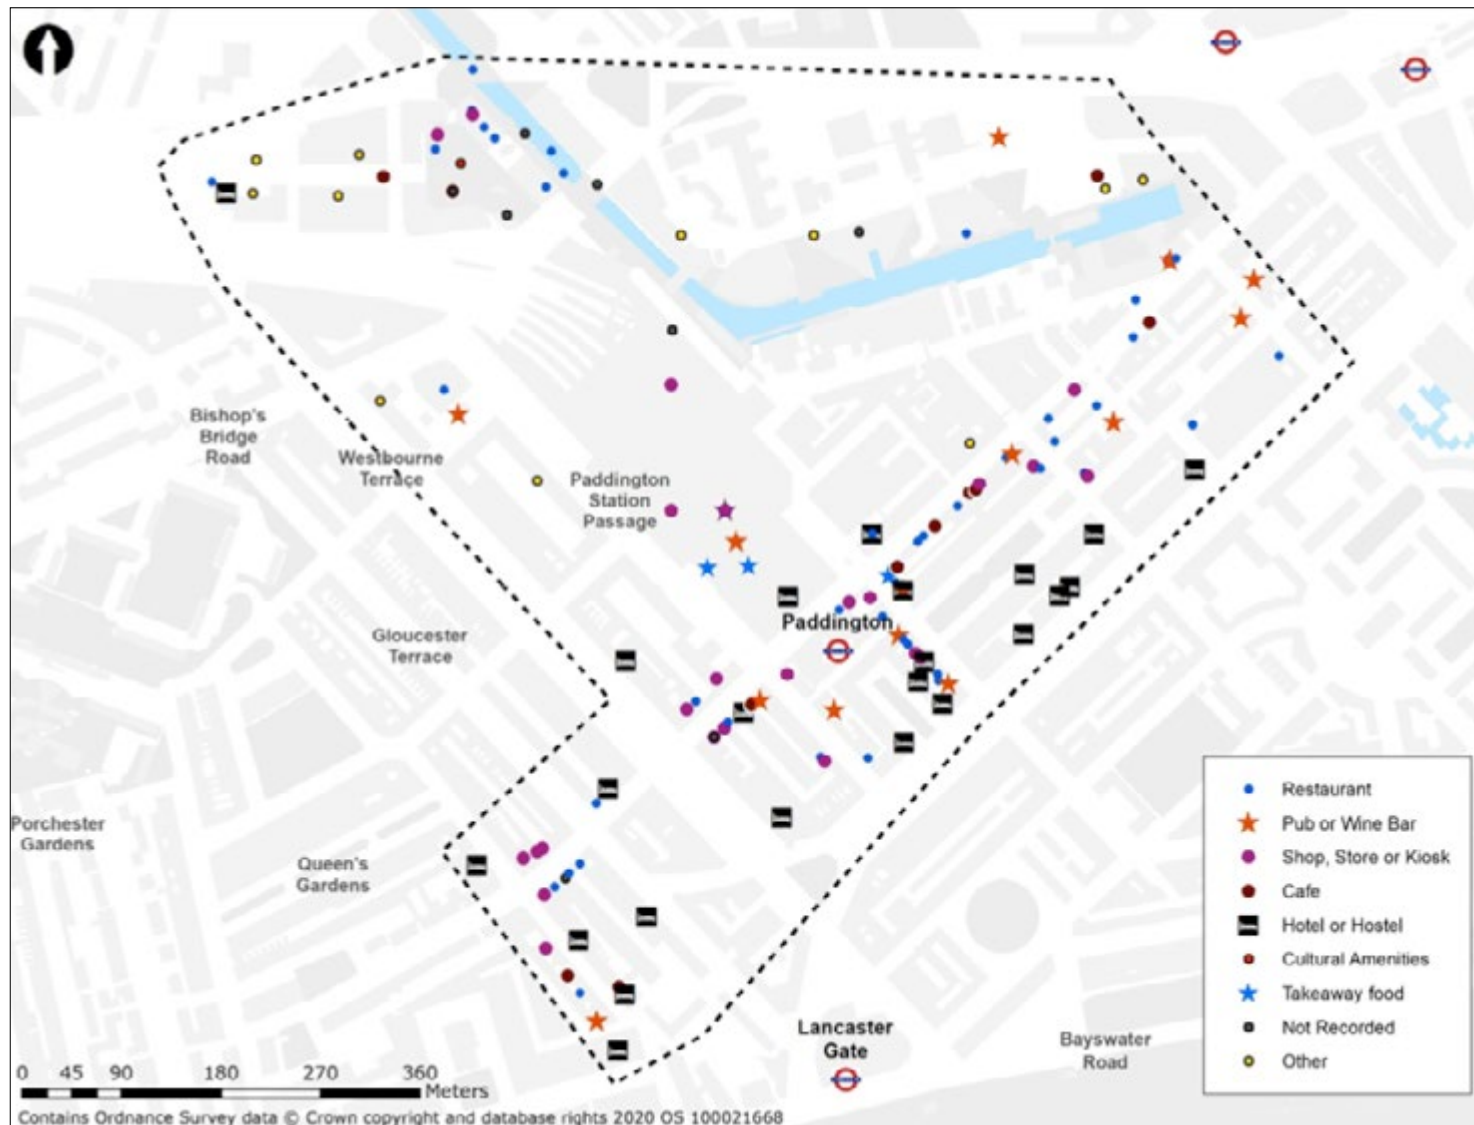 Bishop's
Bridge
Road
Westbourne
Terrace
Paddington
Station
Passage
Paddington
Gloucester
Terrace
Porchester
Gardens
Queen's
Gardens
Lancaster
Gate
Bayswater
Road
Restaurant
Pub or Wine Bar
Shop, Store or Kiosk
Cafe
Hotel or Hostel
Cultural Amenities
Takeaway food
Not Recorded
Other
0 45 90 180 270 360
Meters
Contains Ordnance Survey data © Crown copyright and database rights 2020 OS 100021668